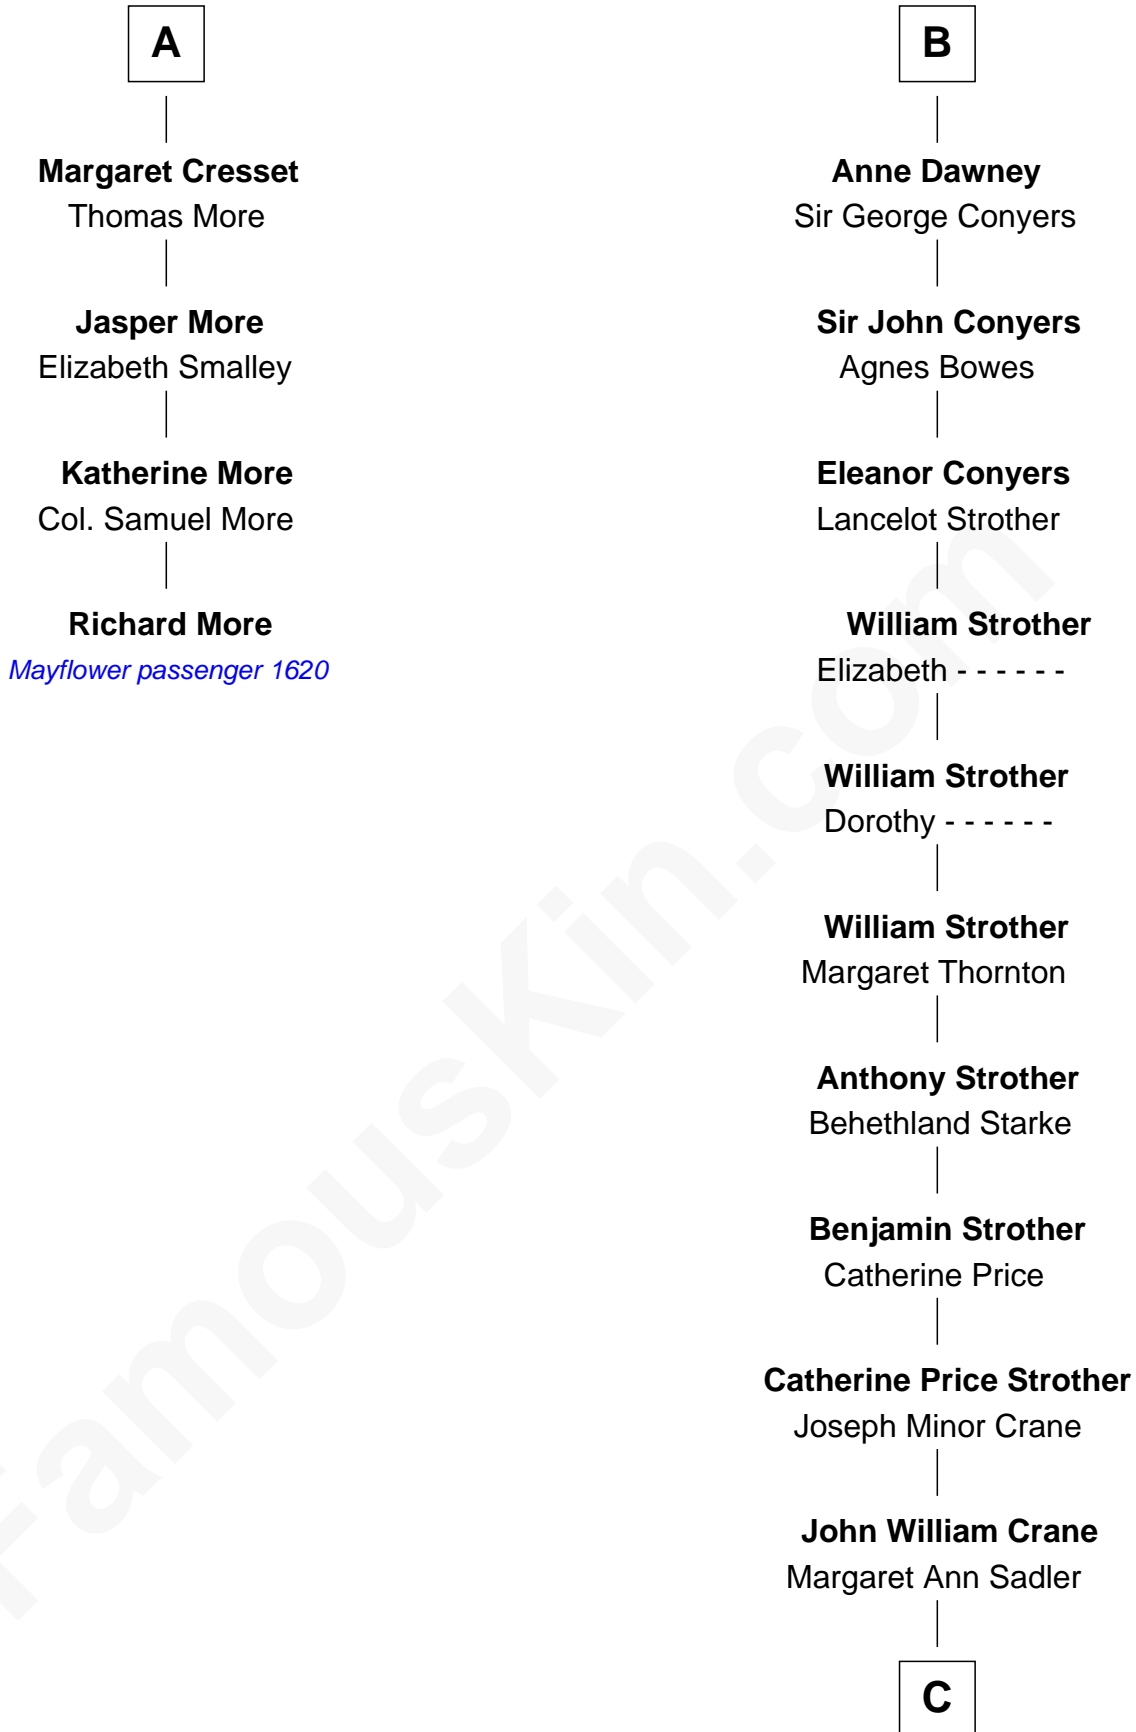 A
Margaret Cresset
Thomas More
Jasper More
Elizabeth Smalley
Katherine More
Col. Samuel More
Richard More
Mayflower passenger 1620
B
Anne Dawney
Sir George Conyers
Sir John Conyers
Agnes Bowes
Eleanor Conyers
Lancelot Strother
William Strother
Elizabeth - - - - - -
William Strother
Dorothy - - - - - -
William Strother
Margaret Thornton
Anthony Strother
Behethland Starke
Benjamin Strother
Catherine Price
Catherine Price Strother
Joseph Minor Crane
John William Crane
Margaret Ann Sadler
C
FamousKin.com